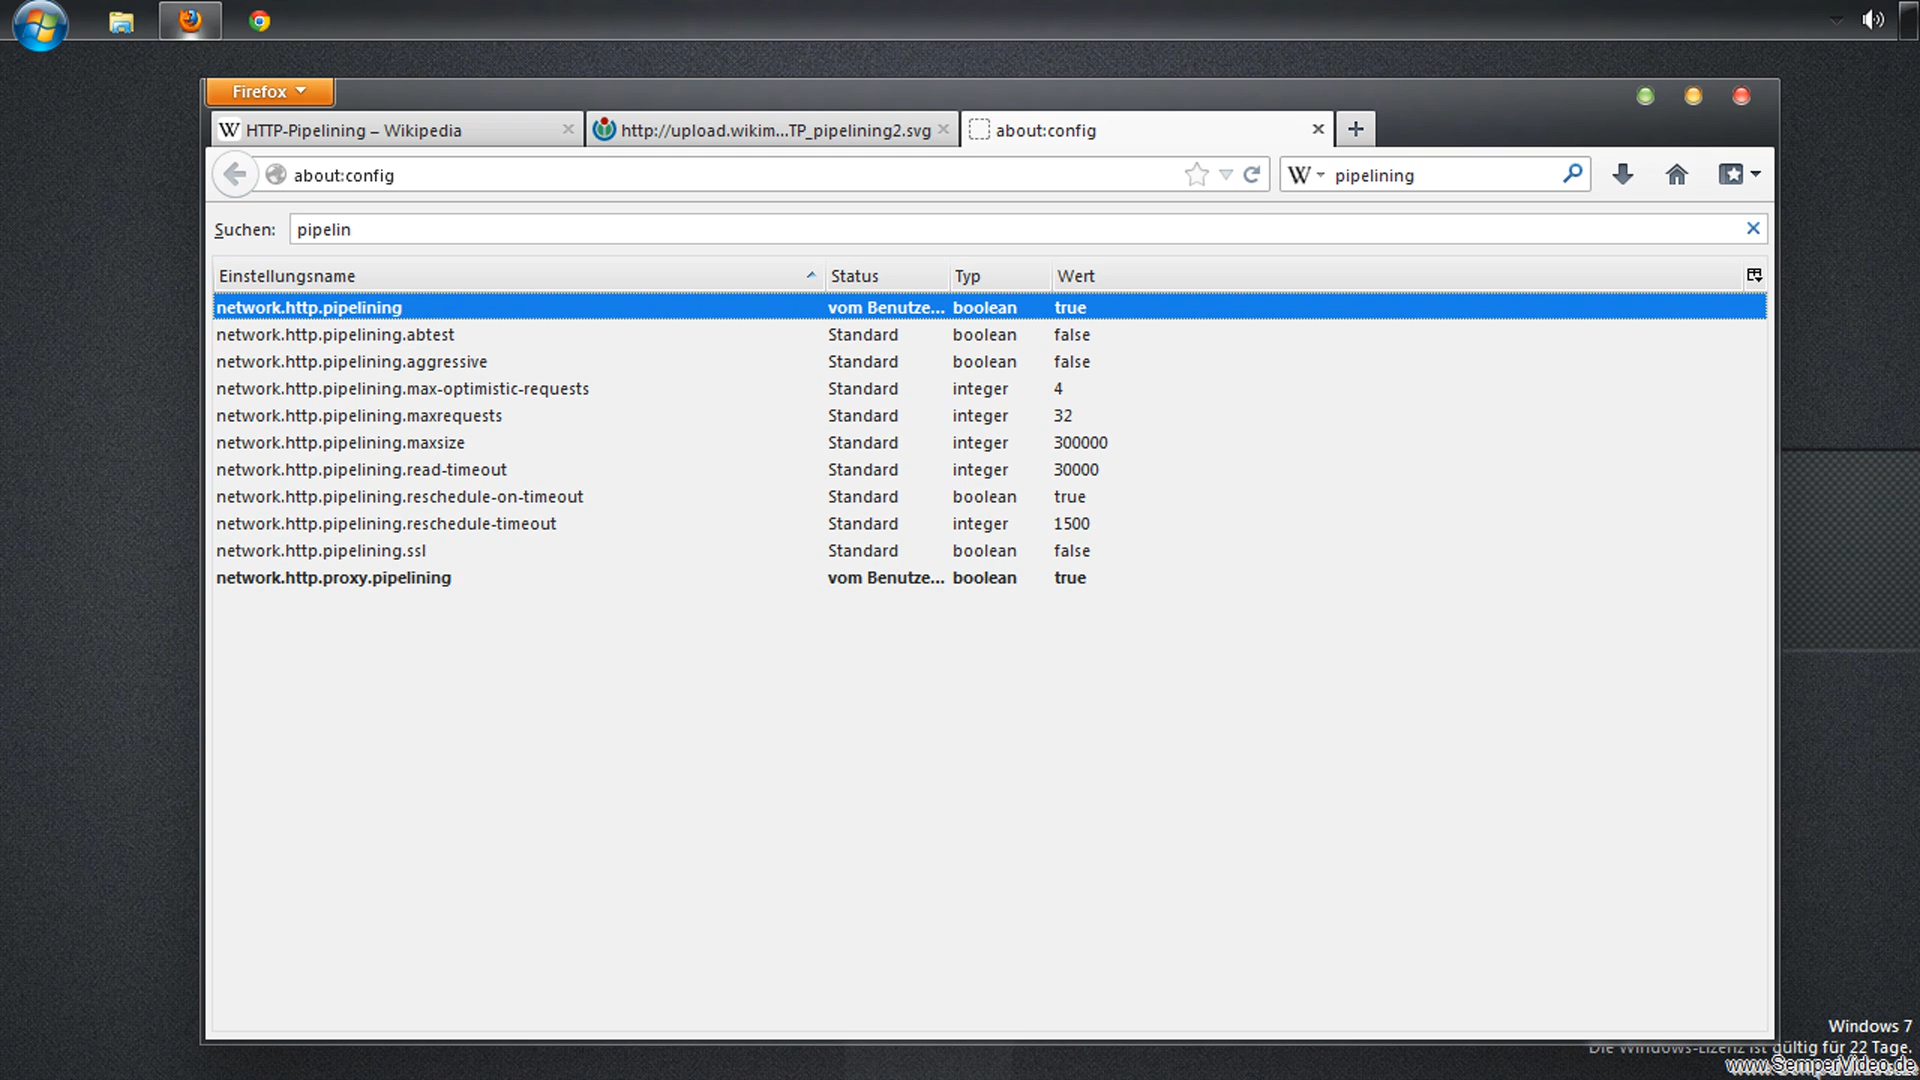 Firefox
HTTP-Pipelining – Wikipedia
http://upload.wikim...TP_pipelining2.svg
about:config
about:config
pipelining
Suchen:
pipelin
Einstellungsname Status Typ Wert
network.http.pipelining vom Benutze... boolean true
network.http.pipelining.abtest Standard boolean false
network.http.pipelining.aggressive Standard boolean false
network.http.pipelining.max-optimistic-requests Standard integer 4
network.http.pipelining.maxrequests Standard integer 32
network.http.pipelining.maxsize Standard integer 300000
network.http.pipelining.read-timeout Standard integer 30000
network.http.pipelining.reschedule-on-timeout Standard boolean true
network.http.pipelining.reschedule-timeout Standard integer 1500
network.http.pipelining.ssl Standard boolean false
network.http.proxy.pipelining vom Benutze... boolean true
Windows 7
Die Windows-Lizenz ist gültig für 22 Tage.
www.SemperVideo.de